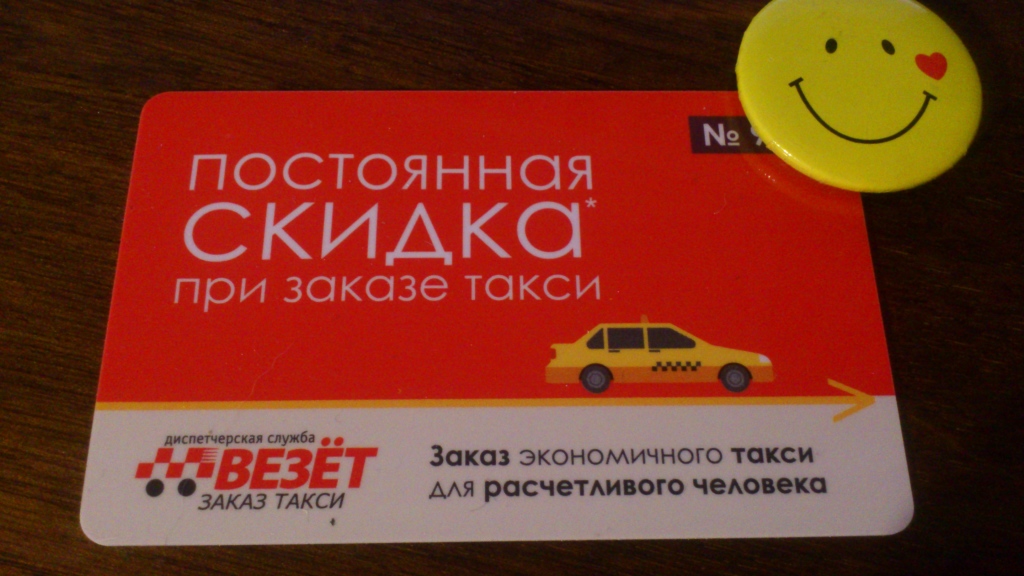 №
ПОСТОЯННАЯ
СКИДКА*
при заказе такси
диспетчерская служба
ВЕЗЁТ
ЗАКАЗ ТАКСИ
Заказ экономичного такси
для расчетливого человека